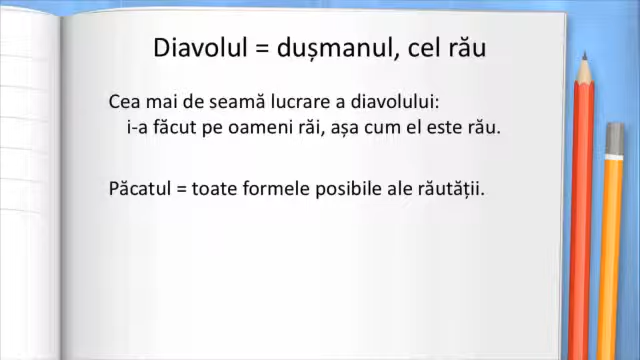 Diavolul = dușmanul, cel rău
Cea mai de seamă lucrare a diavolului:
i-a făcut pe oameni răi, așa cum el este rău.
Păcatul = toate formele posibile ale răutății.